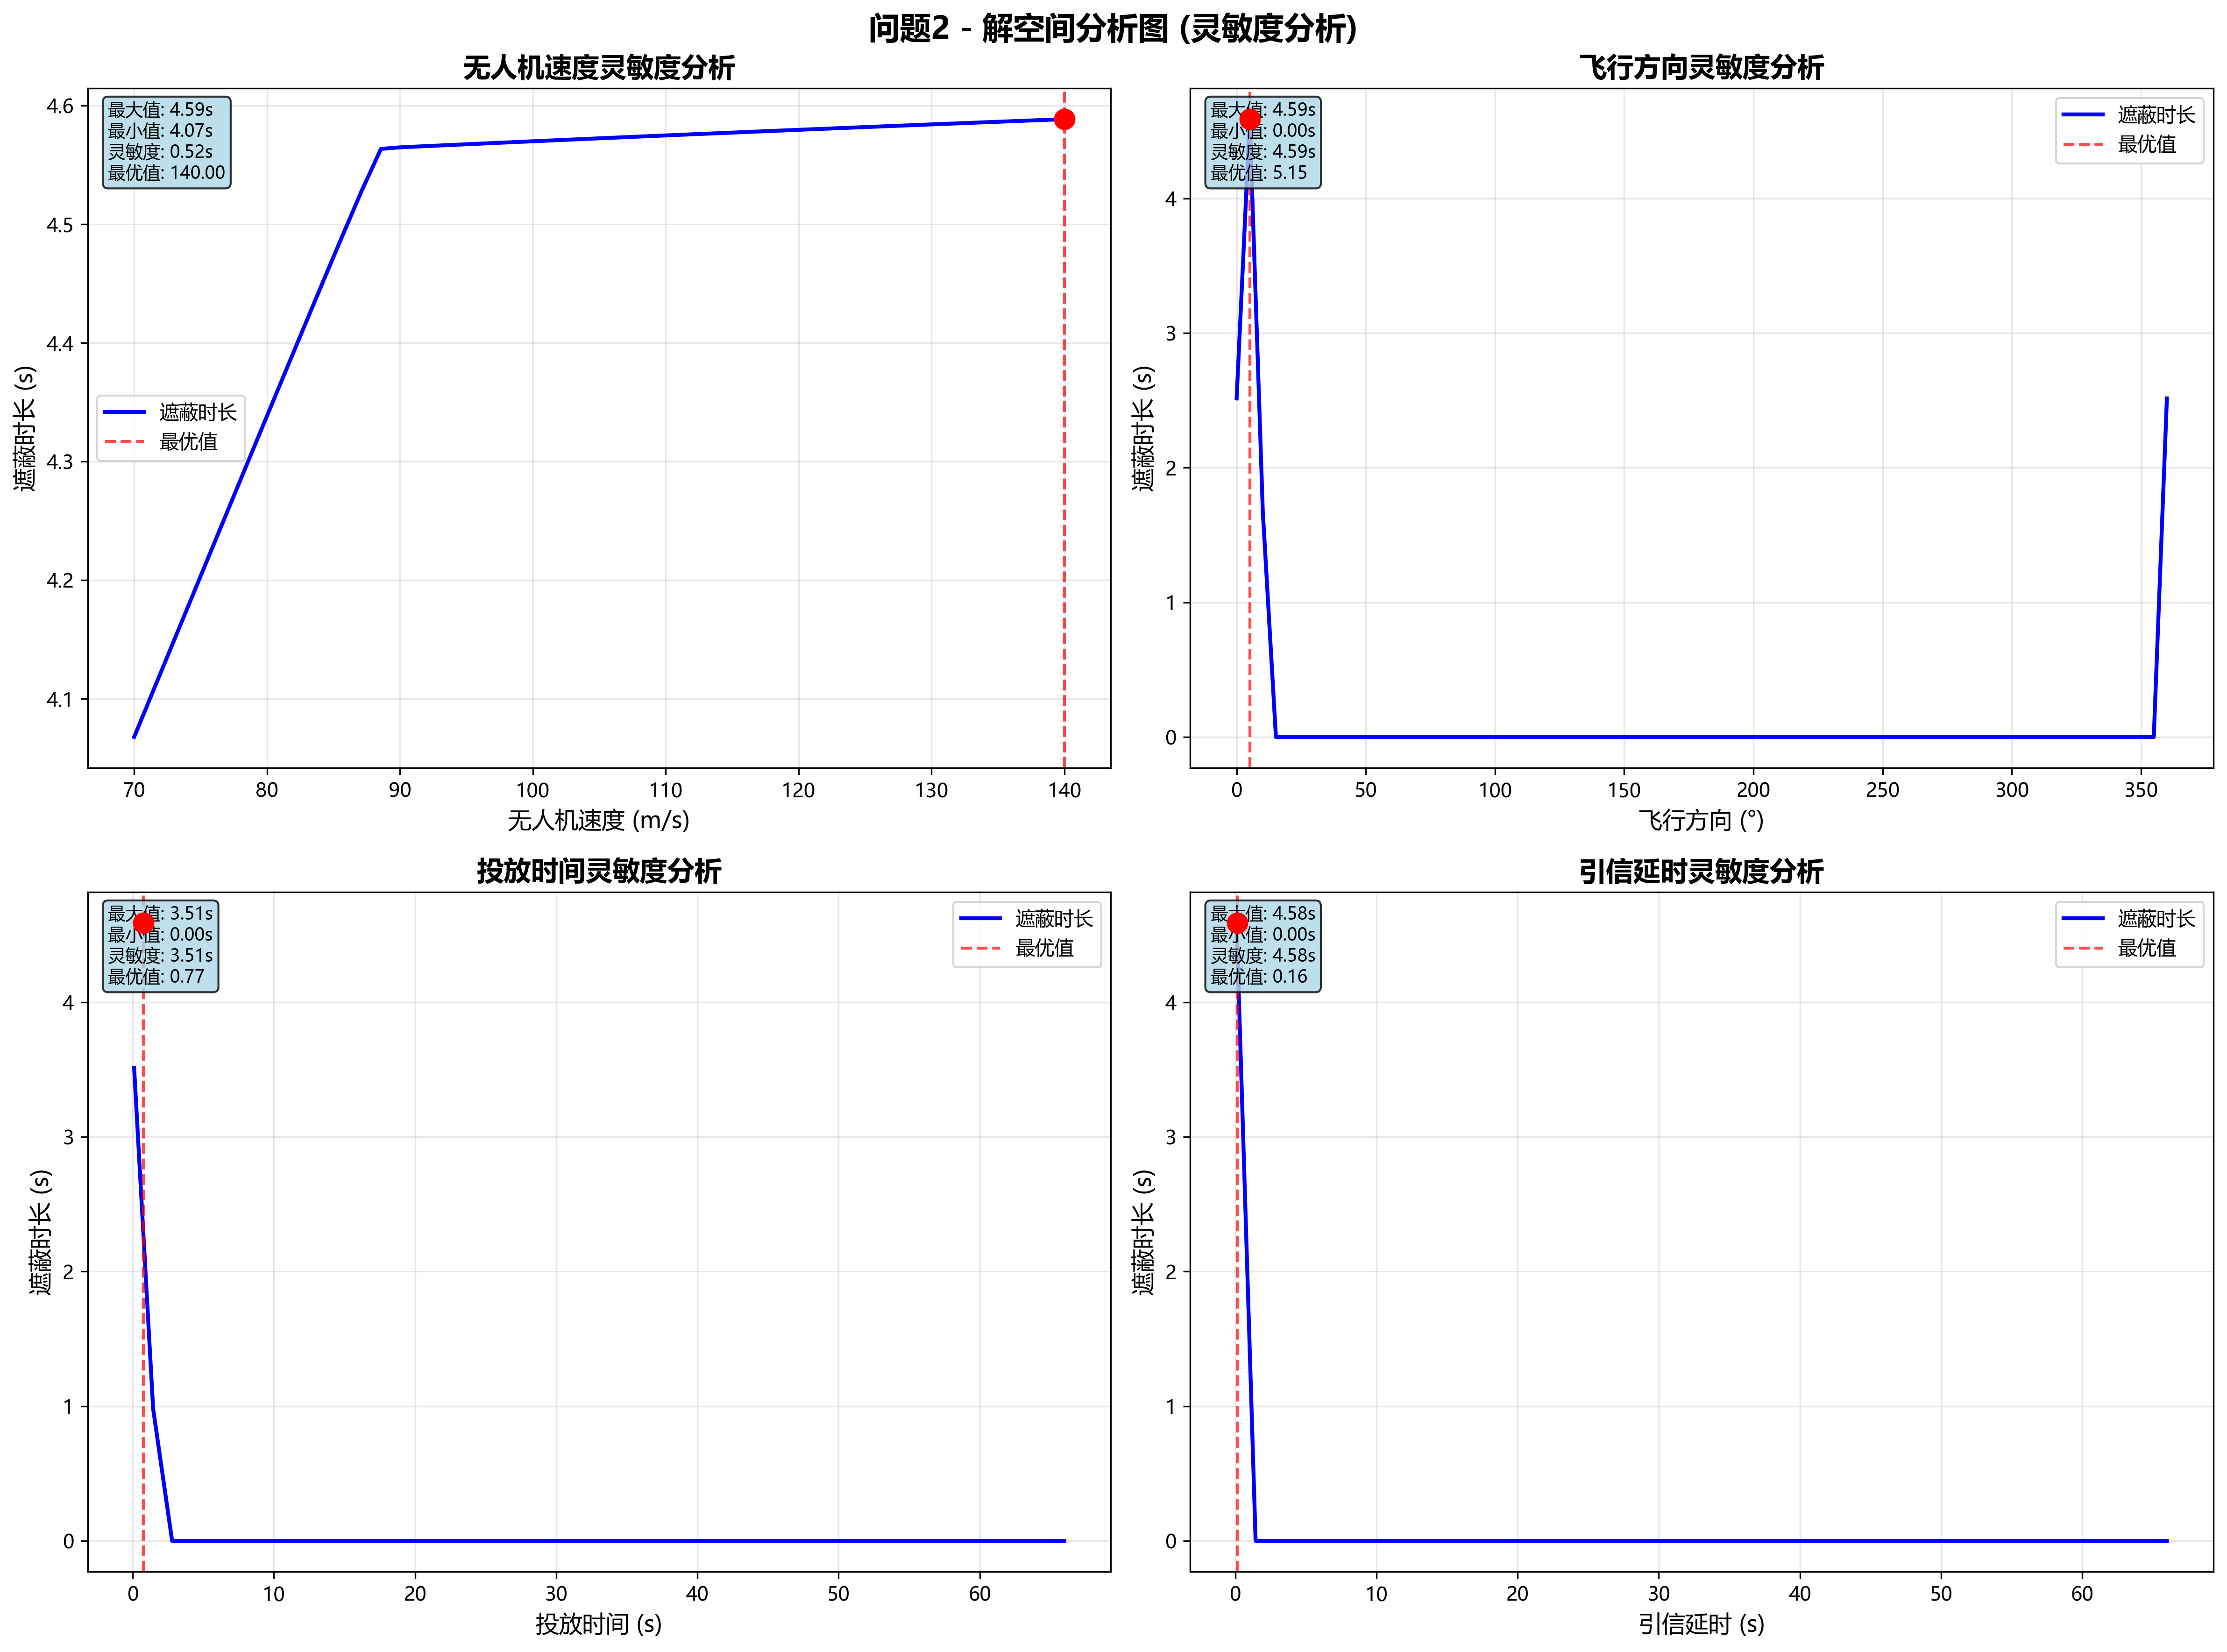 问题2 - 解空间分析图 (灵敏度分析)
无人机速度灵敏度分析
最大值: 4.59s
最小值: 4.07s
灵敏度: 0.52s
最优值: 140.00
遮蔽时长
最优值
4.6
4.5
4.4
4.3
4.2
4.1
遮蔽时长 (s)
70 80 90 100 110 120 130 140
无人机速度 (m/s)
飞行方向灵敏度分析
最大值: 4.59s
最小值: 0.00s
灵敏度: 4.59s
最优值: 5.15
遮蔽时长
最优值
4
3
2
1
0
遮蔽时长 (s)
0 50 100 150 200 250 300 350
飞行方向 (°)
投放时间灵敏度分析
最大值: 3.51s
最小值: 0.00s
灵敏度: 3.51s
最优值: 0.77
遮蔽时长
最优值
4
3
2
1
0
遮蔽时长 (s)
0 10 20 30 40 50 60
投放时间 (s)
引信延时灵敏度分析
最大值: 4.58s
最小值: 0.00s
灵敏度: 4.58s
最优值: 0.16
遮蔽时长
最优值
4
3
2
1
0
遮蔽时长 (s)
0 10 20 30 40 50 60
引信延时 (s)